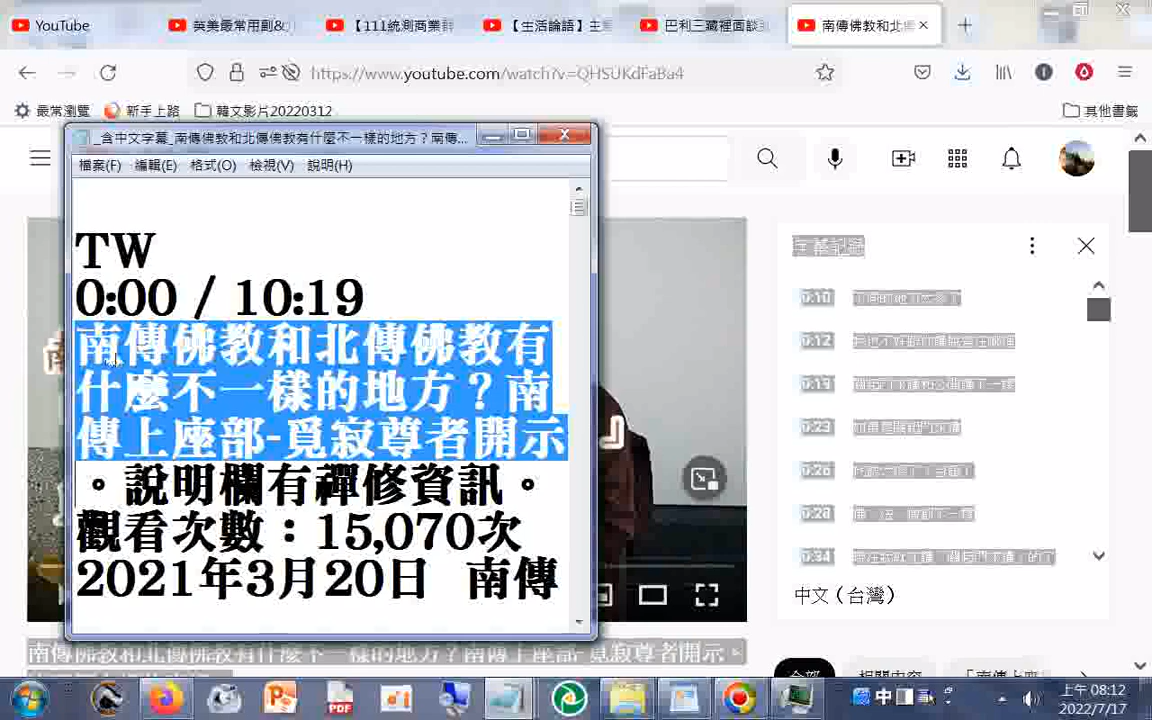 YouTube
英美最常用副&
【111統測商業群
【生活論語】主
巴利三藏裡面談
南傳佛教和北傳
https://www.youtube.com/watch?v=QHSUKdFaBa4
最常瀏覽
新手上路
韓文影片20220312
其他書籤
_含中文字幕_南傳佛教和北傳佛教有什麼不一樣的地方？南傳...
檔案(F) 編輯(E) 格式(O) 檢視(V) 說明(H)
TW
0:00 / 10:19
南傳佛教和北傳佛教有
什麼不一樣的地方？南
傳上座部-覓寂尊者開示
。說明欄有禪修資訊。
觀看次數：15,070次
2021年3月20日 南傳
0:10
0:12
0:19
0:23
0:26
0:28
0:34
中文（台灣）
南傳佛教和北傳佛教有什麼不一樣的地方？南傳上座部-覓寂尊者開示。
全部
相關內容
PDF
中
上午 08:12
2022/7/17